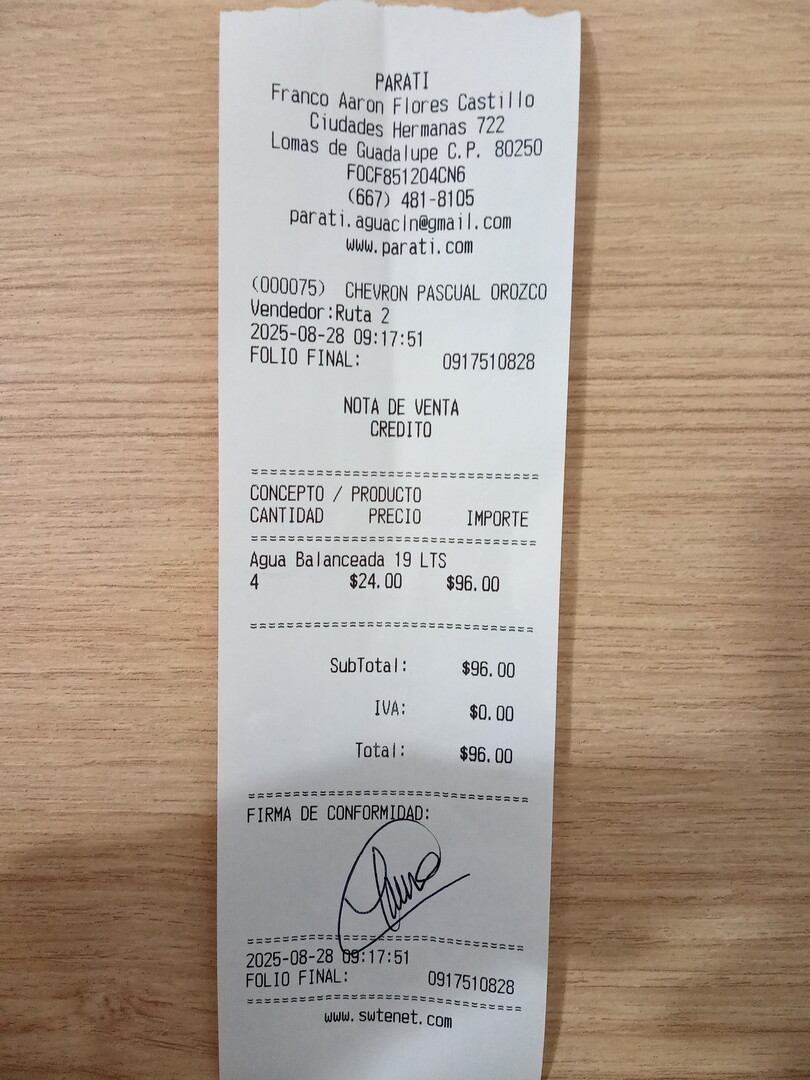 PARATI
Franco Aaron Flores Castillo
Ciudades Hermanas 722
Lomas de Guadalupe C.P. 80250
FOCF851204CN6
(667) 481-8105
parati.aguacln@gmail.com
www.parati.com
(000075) CHEVRON PASCUAL OROZCO
Vendedor:Ruta 2
2025-08-28 09:17:51
FOLIO FINAL: 0917510828
NOTA DE VENTA
CREDITO
==============================
CONCEPTO / PRODUCTO
CANTIDAD PRECIO IMPORTE
==============================
Agua Balanceada 19 LTS
4 $24.00 $96.00
==============================
SubTotal: $96.00
IVA: $0.00
Total: $96.00
==============================
FIRMA DE CONFORMIDAD:
==============================
2025-08-28 09:17:51
FOLIO FINAL: 0917510828
==============================
www.swtenet.com